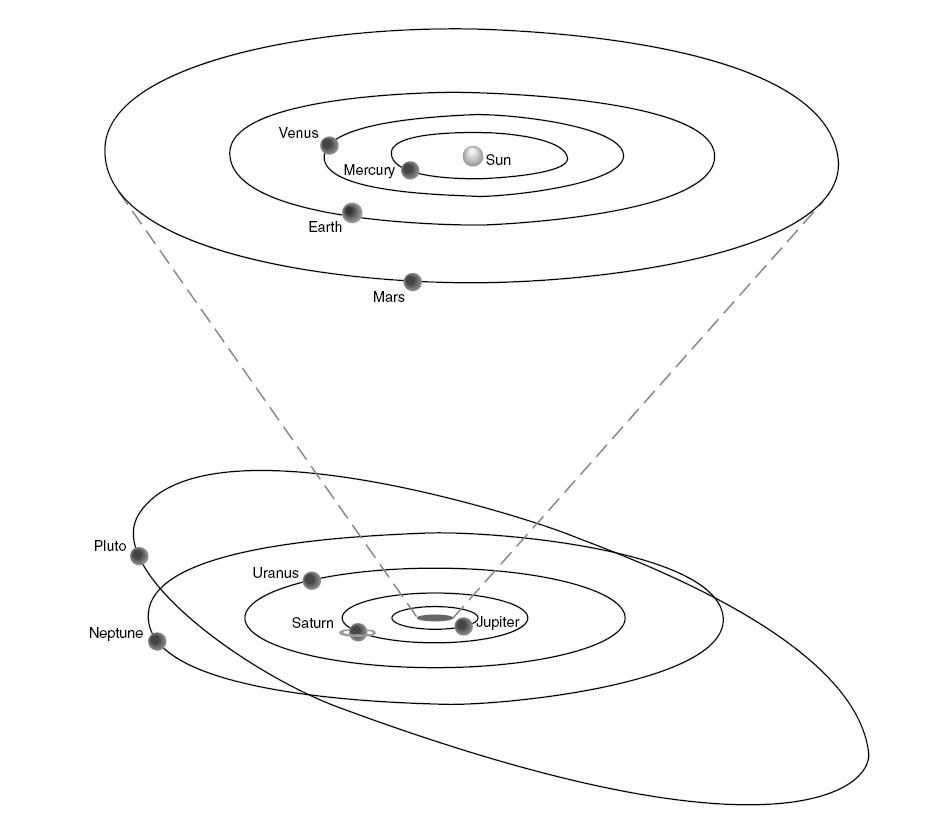 Venus
Mercury
Sun
Earth
Mars
Pluto
Uranus
Saturn
Jupiter
Neptune